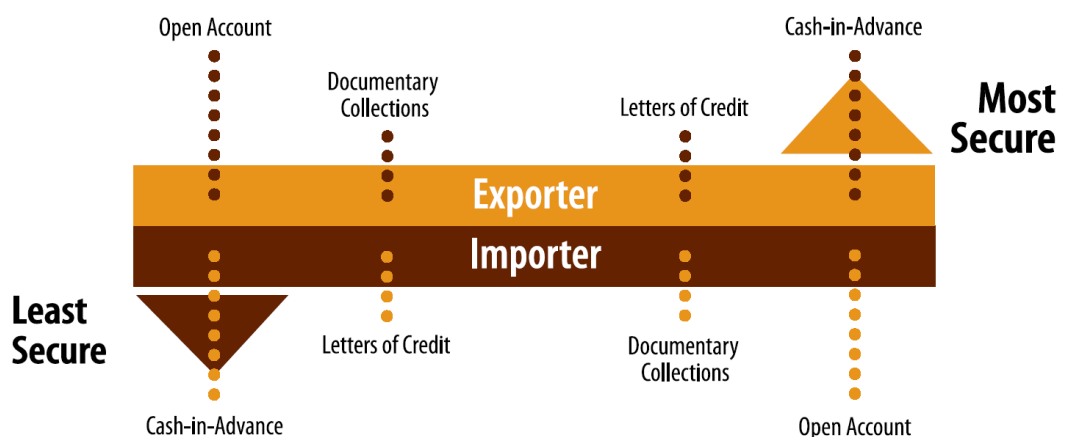 Open Account
Cash-in-Advance
Documentary
Collections
Letters of Credit
Most
Secure
Exporter
Importer
Least
Secure
Letters of Credit
Documentary
Collections
Cash-in-Advance
Open Account